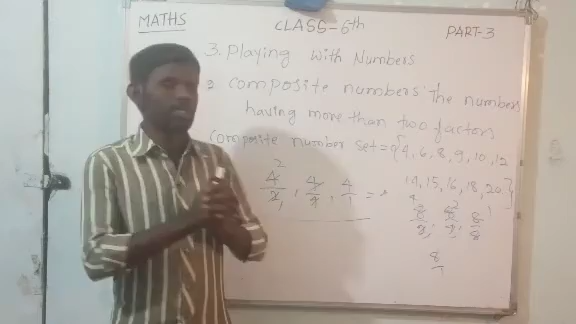 MATHS CLASS-6th PART-3
3. Playing With Numbers
2 composite numbers: The numbers
having more than two factors
Composite number set = {4, 6, 8, 9, 10, 12
14, 15, 16, 18, 20}